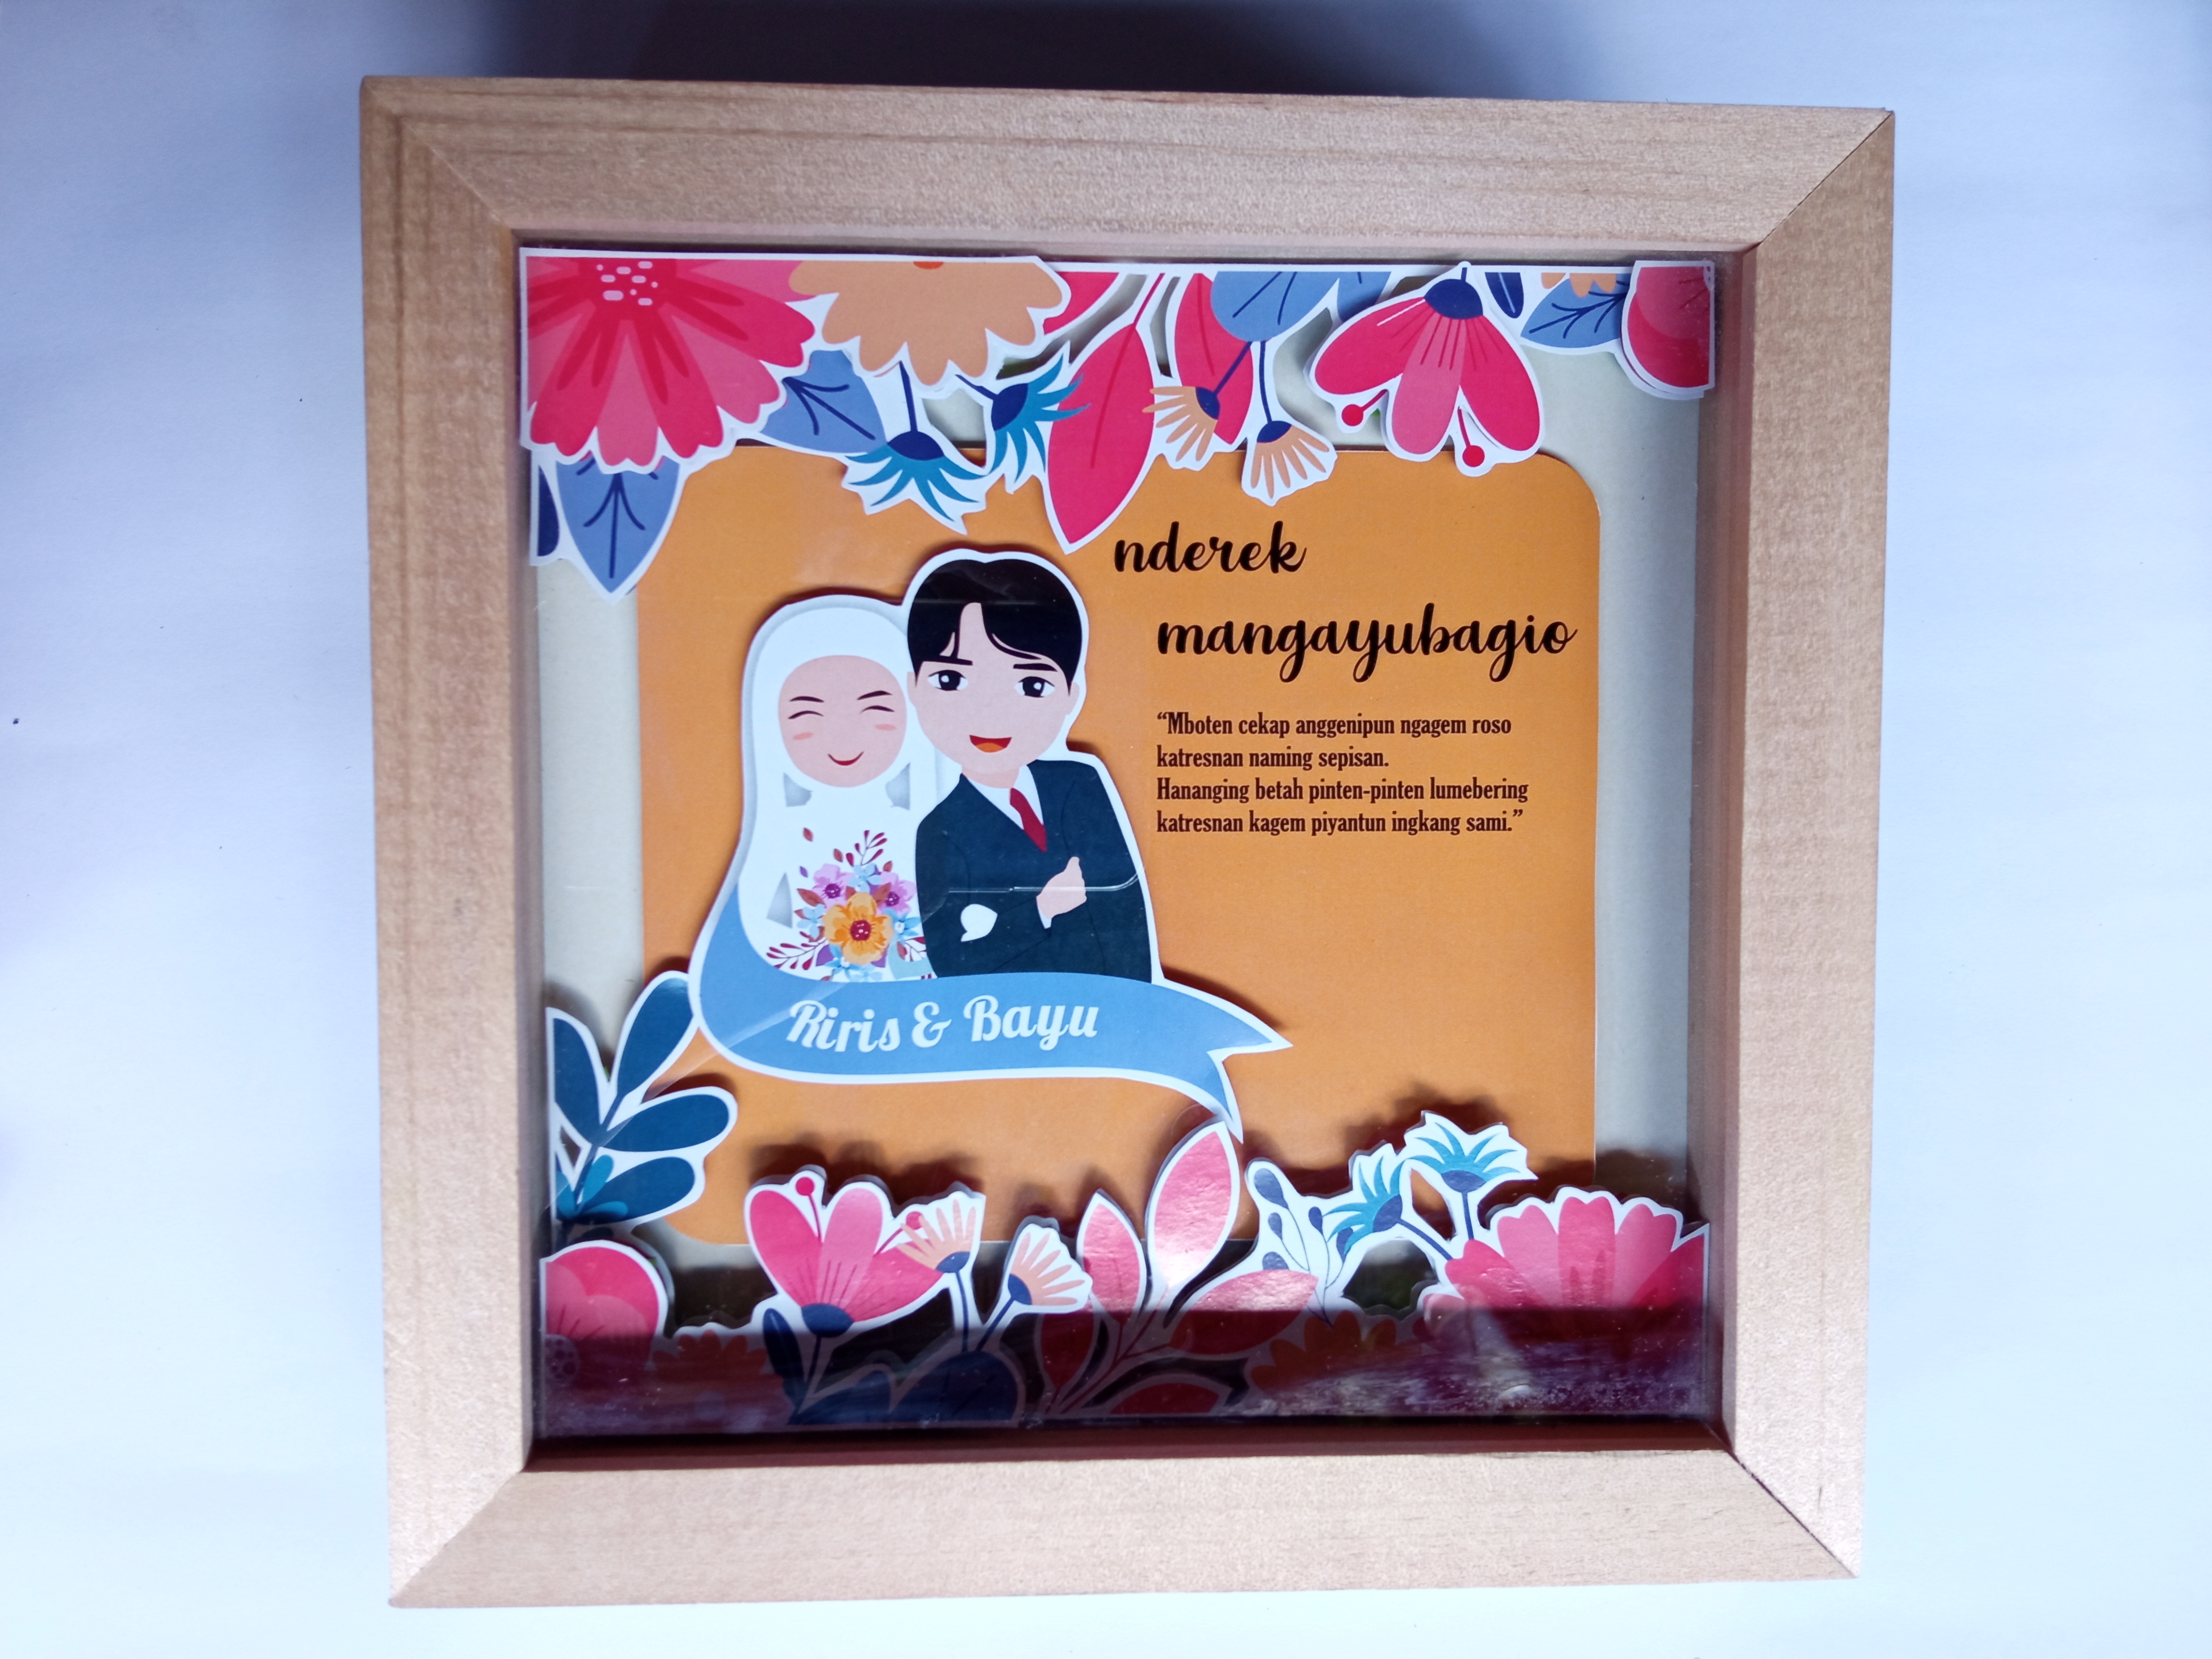 nderek
mangayubagio
“Mboten cekap anggenipun ngagem roso
katresnan naming sepisan.
Hananging betah pinten-pinten lumebering
katresnan kagem piyantun ingkang sami.”
Riris & Bayu